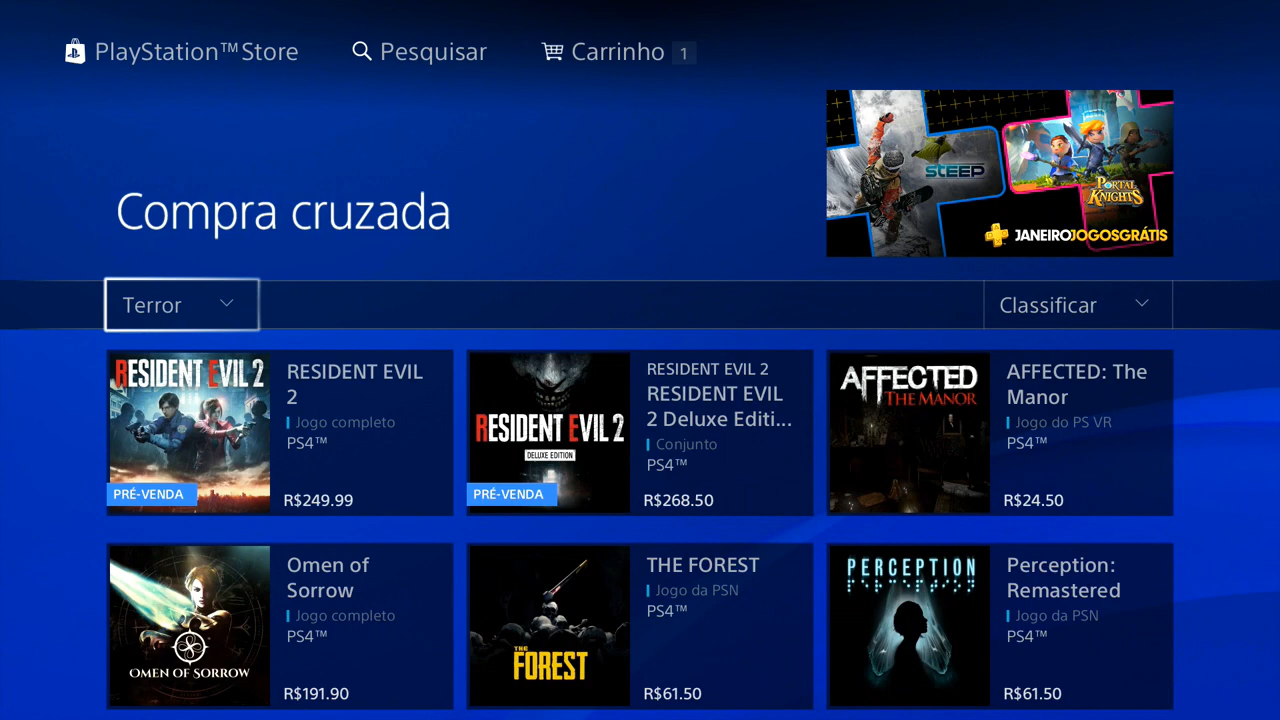 PlayStation™Store
Pesquisar
Carrinho 1
STEEP
PORTAL
KNIGHTS
JANEIROJOGOSGRÁTIS
Compra cruzada
Terror
Classificar
RESIDENT EVIL 2
PRÉ-VENDA
RESIDENT EVIL
2
Jogo completo
PS4™
R$249.99
RESIDENT EVIL 2
DELUXE EDITION
PRÉ-VENDA
RESIDENT EVIL 2
RESIDENT EVIL
2 Deluxe Editi...
Conjunto
PS4™
R$268.50
AFFECTED
THE MANOR
AFFECTED: The
Manor
Jogo do PS VR
PS4™
R$24.50
OMEN OF SORROW
Omen of
Sorrow
Jogo completo
PS4™
R$191.90
THE
FOREST
THE FOREST
Jogo da PSN
PS4™
R$61.50
PERCEPTION
Perception:
Remastered
Jogo da PSN
PS4™
R$61.50